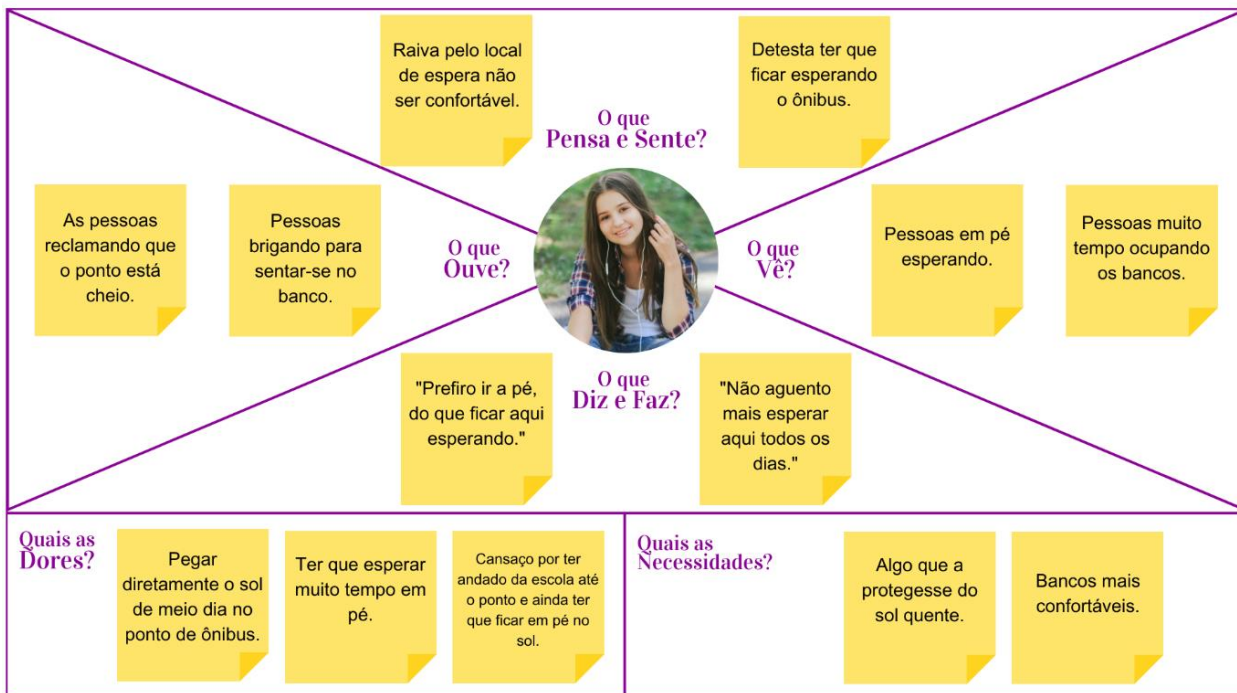 Raiva pelo local
de espera não
ser confortável.
Detesta ter que
ficar esperando
o ônibus.
O que
Pensa e Sente?
As pessoas
reclamando que
o ponto está
cheio.
Pessoas
brigando para
sentar-se no
banco.
O que
Ouve?
O que
Vê?
Pessoas em pé
esperando.
Pessoas muito
tempo ocupando
os bancos.
O que
Diz e Faz?
"Prefiro ir a pé,
do que ficar aqui
esperando."
"Não aguento
mais esperar
aqui todos os
dias."
Quais as
Dores?
Pegar
diretamente o sol
de meio dia no
ponto de ônibus.
Ter que esperar
muito tempo em
pé.
Cansaço por ter
andado da escola até
o ponto e ainda ter
que ficar em pé no
sol.
Quais as
Necessidades?
Algo que a
protegesse do
sol quente.
Bancos mais
confortáveis.